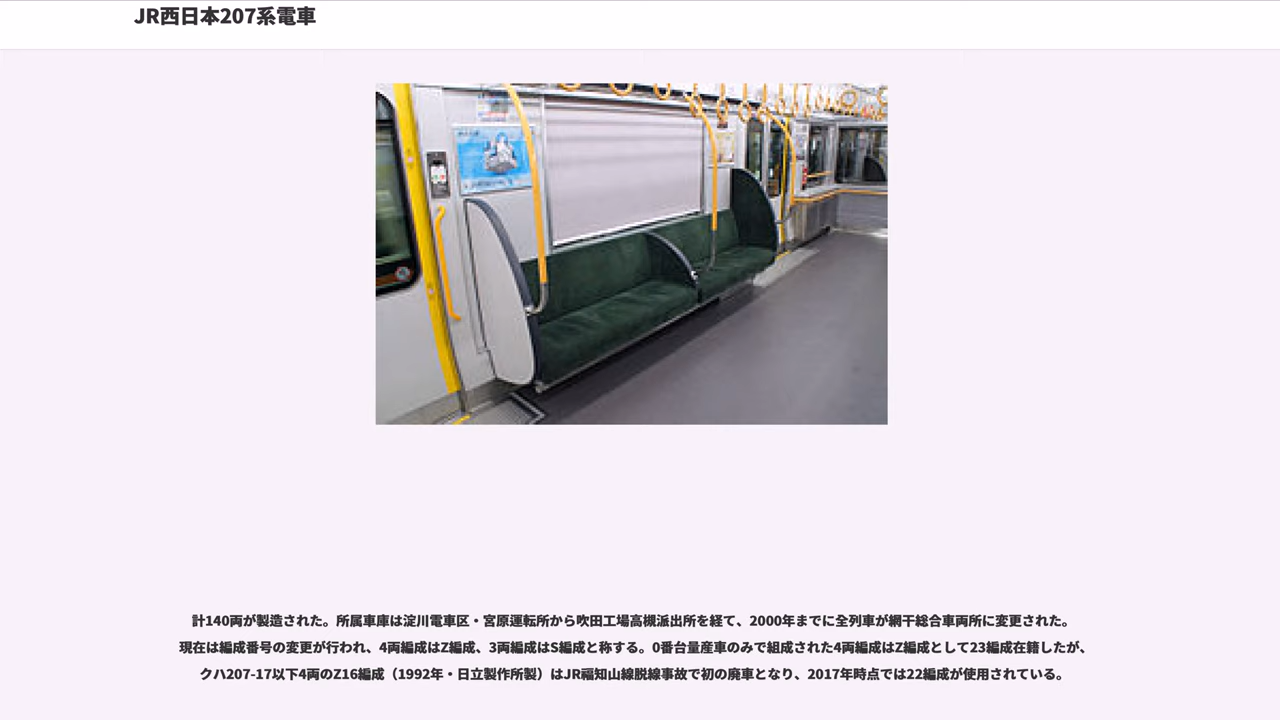 JR西日本207系電車
計140両が製造された。所属車庫は淀川電車区・宮原運転所から吹田工場高槻派出所を経て、2000年までに全列車が網干総合車両所に変更された。
現在は編成番号の変更が行われ、4両編成はZ編成、3両編成はS編成と称する。0番台量産車のみで組成された4両編成はZ編成として23編成在籍したが、
クハ207-17以下4両のZ16編成（1992年・日立製作所製）はJR福知山線脱線事故で初の廃車となり、2017年時点では22編成が使用されている。